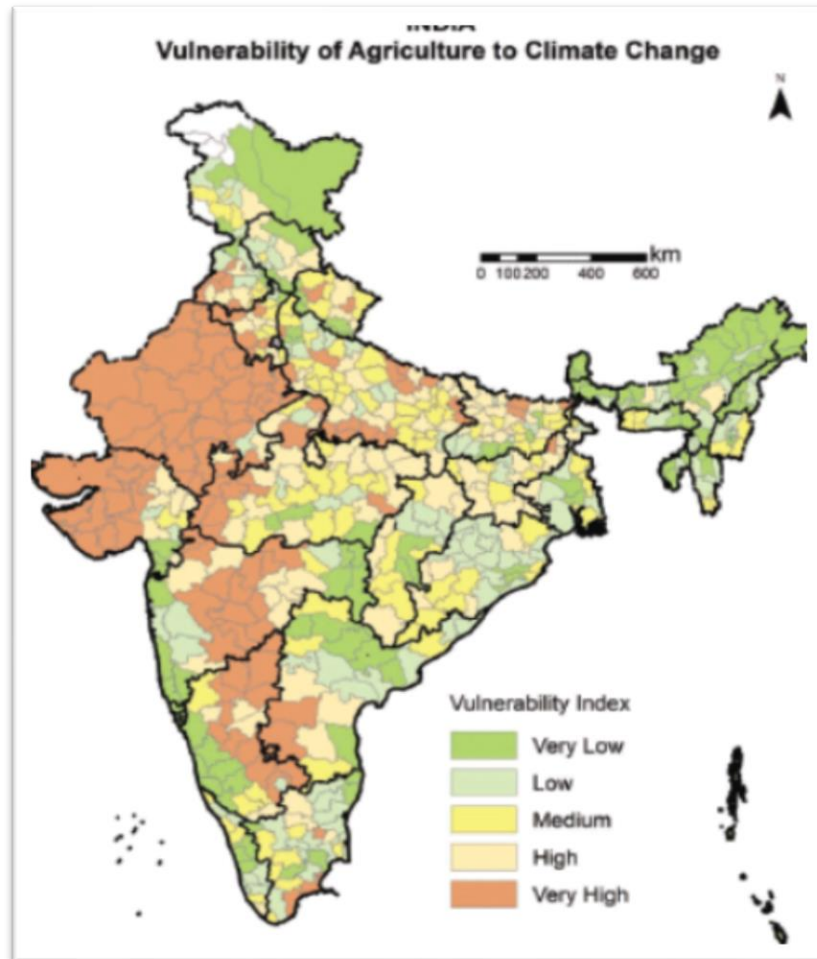 INDIA
Vulnerability of Agriculture to Climate Change
N
km
0 100 200 400 600
Vulnerability Index
Very Low
Low
Medium
High
Very High